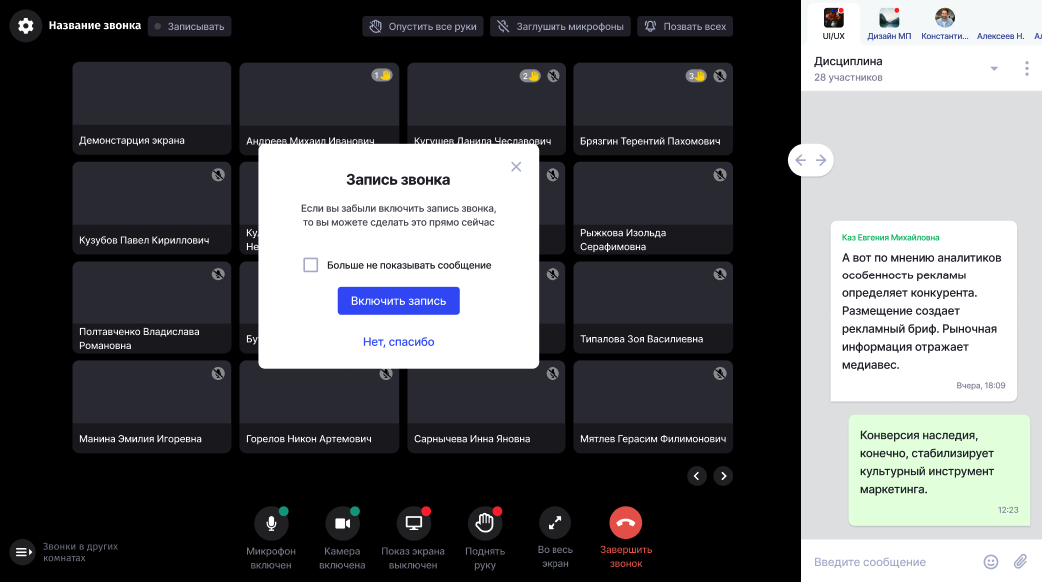 Название звонка
Записывать
Опустить все руки
Заглушить микрофоны
Позвать всех
Демонстарция экрана
1
Андреев Михаил Иванович
2
Кугушев Данила Чеславович
3
Брязгин Терентий Пахомович
Кузубов Павел Кириллович
Рыжкова Изольда
Серафимовна
Полтавченко Владислава
Романовна
Типалова Зоя Василиевна
Манина Эмилия Игоревна
Горелов Никон Артемович
Сарнычева Инна Яновна
Мятлев Герасим Филимонович
Запись звонка
Если вы забыли включить запись звонка,
то вы можете сделать это прямо сейчас
Больше не показывать сообщение
Включить запись
Нет, спасибо
Звонки в других
комнатах
Микрофон
включен
Камера
включена
Показ экрана
выключен
Поднять
руку
Во весь
экран
Завершить
звонок
UI/UX
Дизайн МП
Константи...
Алексеев Н.
Дисциплина
28 участников
Каз Евгения Михайловна
А вот по мнению аналитиков
особенность рекламы
определяет конкурента.
Размещение создает
рекламный бриф. Рыночная
информация отражает
медиавес.
Вчера, 18:09
Конверсия наследия,
конечно, стабилизирует
культурный инструмент
маркетинга.
12:23
Введите сообщение